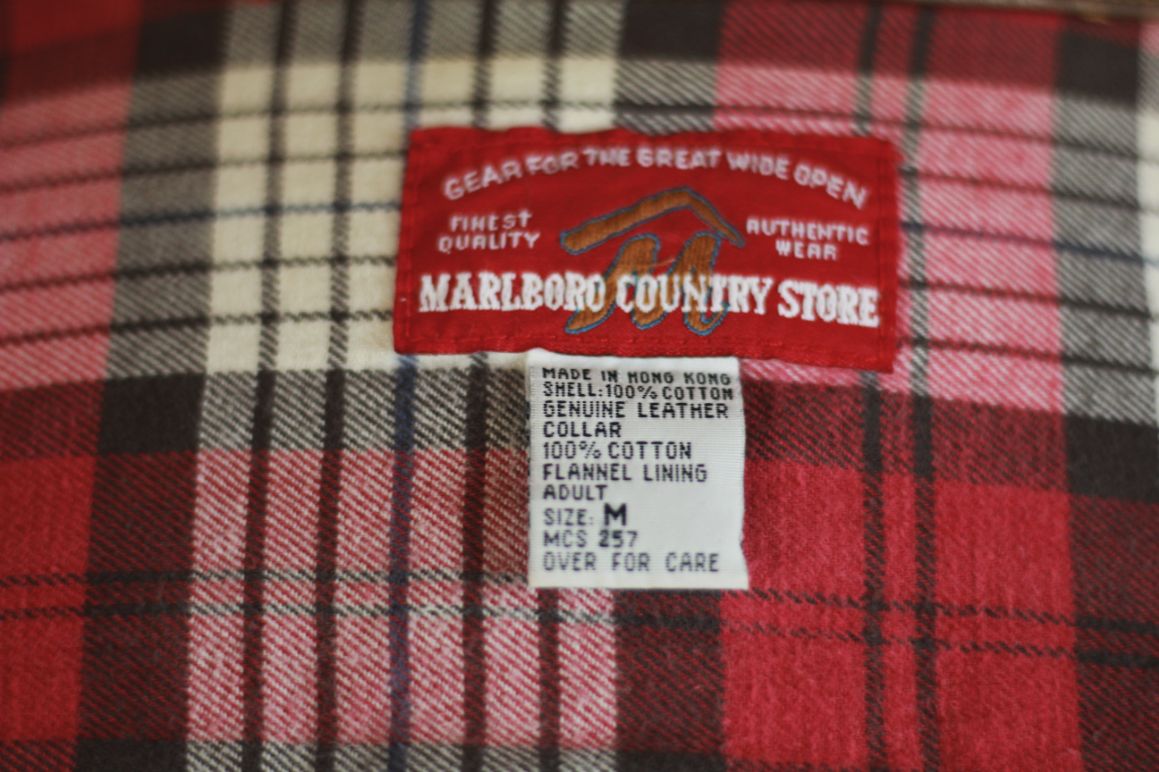 GEAR FOR THE GREAT WIDE OPEN
FINEST QUALITY
AUTHENTIC WEAR
M
MARLBORO COUNTRY STORE
MADE IN HONG KONG
SHELL:100% COTTON
GENUINE LEATHER
COLLAR
100% COTTON
FLANNEL LINING
ADULT
SIZE: M
MCS 257
OVER FOR CARE